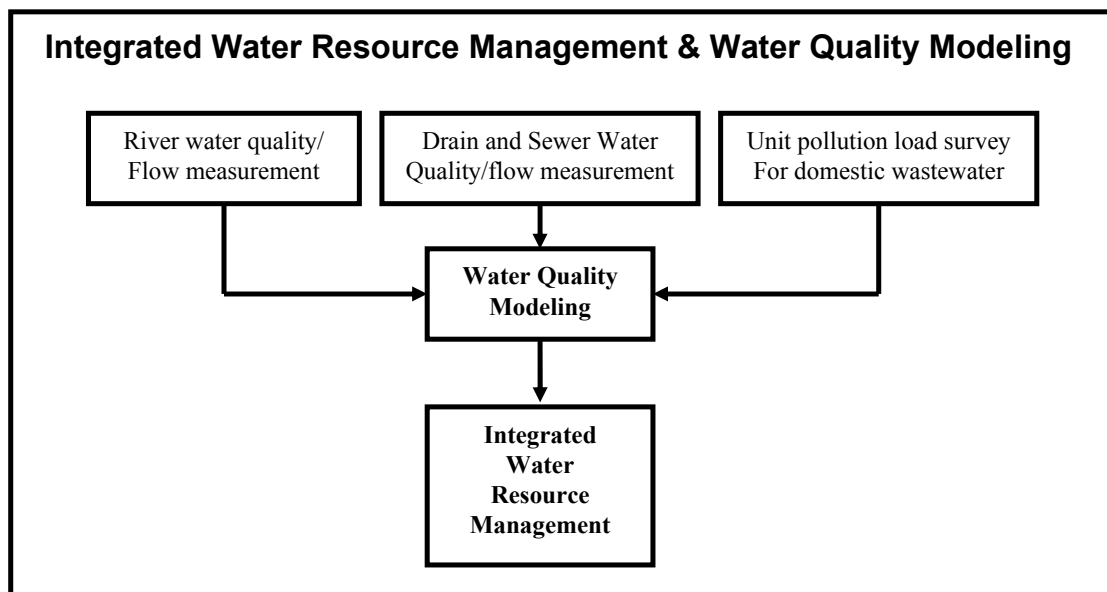 Integrated Water Resource Management & Water Quality Modeling
River water quality/
Flow measurement
Drain and Sewer Water
Quality/flow measurement
Unit pollution load survey
For domestic wastewater
Water Quality
Modeling
Integrated
Water
Resource
Management